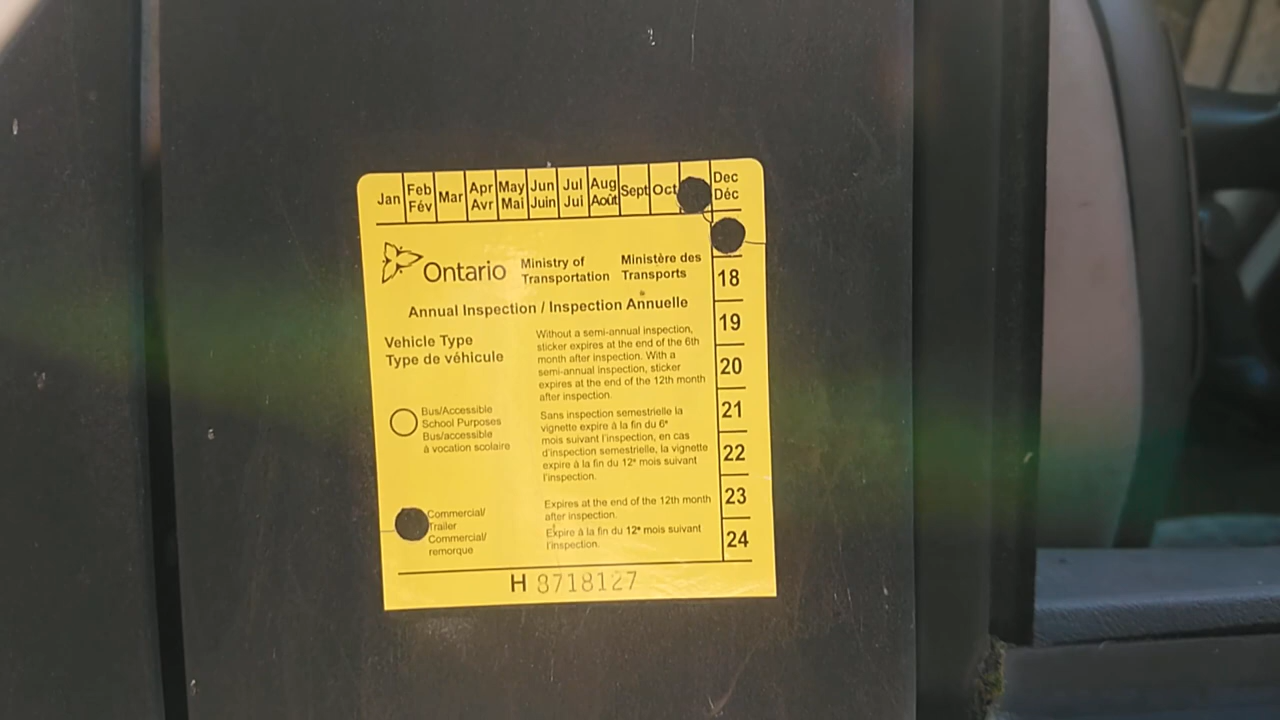 Jan Feb Fév Mar Apr Avr May Mai Jun Juin Jul Jui Aug Août Sept Oct Dec Déc
Ontario Ministry of Transportation Ministère des Transports
18
Annual Inspection / Inspection Annuelle
19
Vehicle Type
Type de véhicule
Without a semi-annual inspection,
sticker expires at the end of the 6th
month after inspection. With a
semi-annual inspection, sticker
expires at the end of the 12th month
after inspection.
20
Bus/Accessible
School Purposes
Bus/accessible
à vocation scolaire
Sans inspection semestrielle la
vignette expire à la fin du 6e
mois suivant l'inspection, en cas
d'inspection semestrielle, la vignette
expire à la fin du 12e mois suivant
l'inspection.
21
22
23
Commercial/
Trailer
Commercial/
remorque
Expires at the end of the 12th month
after inspection.
Expire à la fin du 12e mois suivant
l'inspection.
24
H 8718127